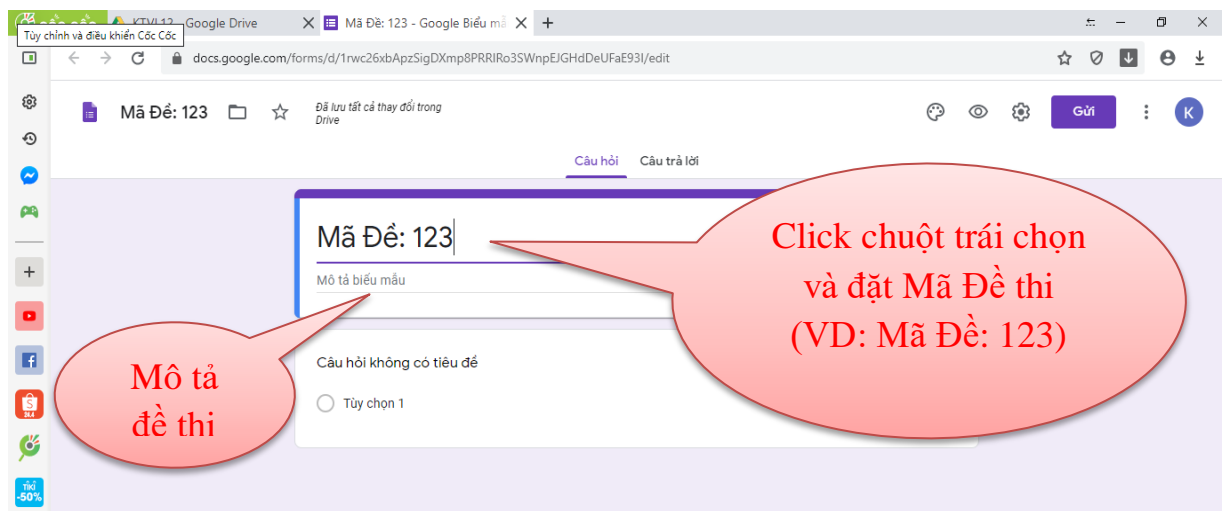 KTVL12 - Google Drive
Mã Đề: 123 - Google Biểu mẫ
Tùy chỉnh và điều khiển Cốc Cốc
docs.google.com/forms/d/1rwc26xbApzSigDXmp8PRRIRo3SWnpEJGHdDeUFaE93I/edit
Mã Đề: 123
Đã lưu tất cả thay đổi trong
Drive
Gửi
K
Câu hỏi
Câu trả lời
Mã Đề: 123
Mô tả biểu mẫu
Click chuột trái chọn
và đặt Mã Đề thi
(VD: Mã Đề: 123)
Mô tả
đề thi
Câu hỏi không có tiêu đề
Tùy chọn 1
TIKI
-50%